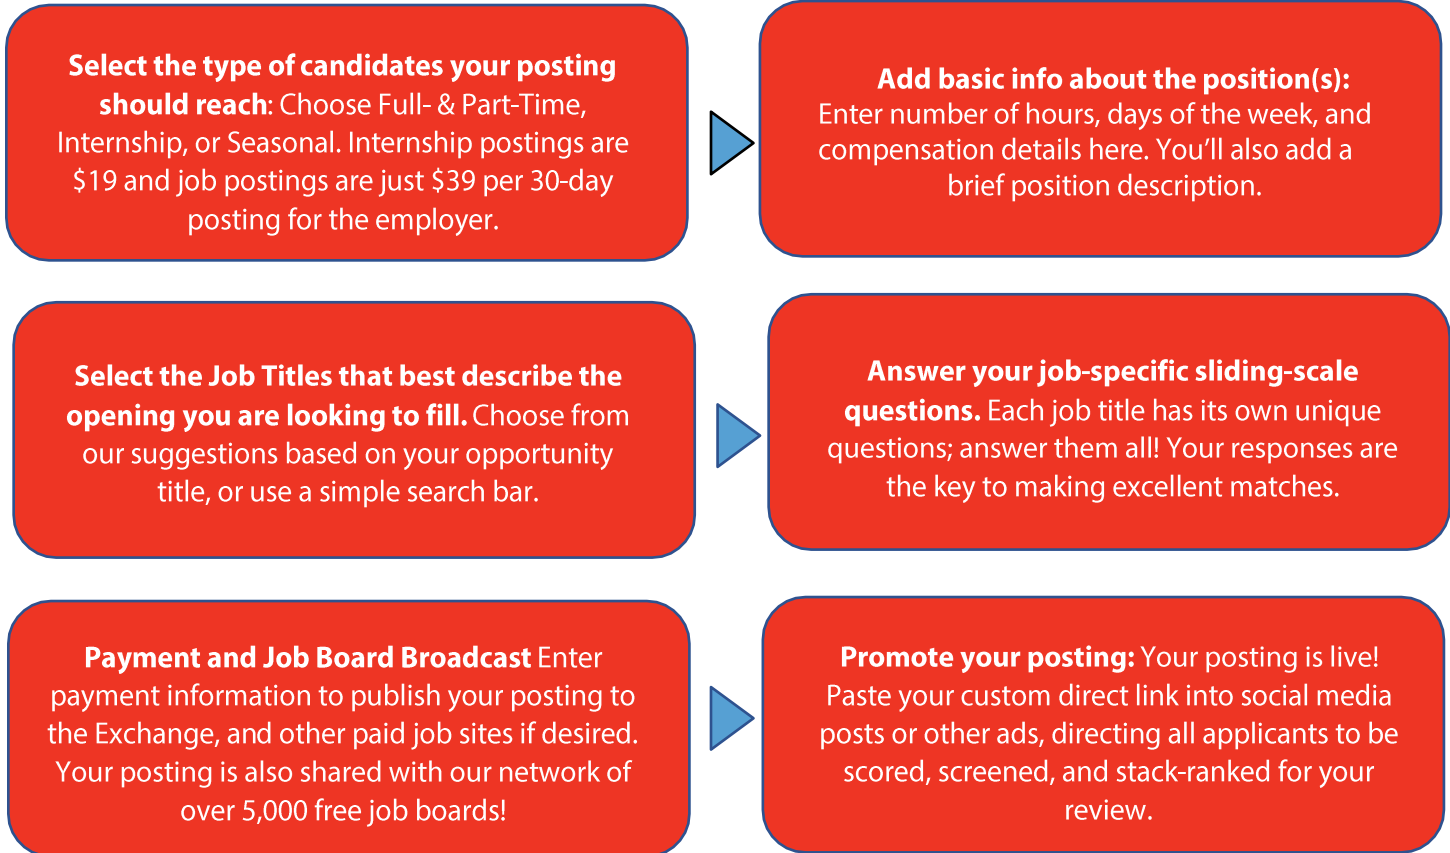 Select the type of candidates your posting
should reach: Choose Full- & Part-Time,
Internship, or Seasonal. Internship postings are
$19 and job postings are just $39 per 30-day
posting for the employer.
Add basic info about the position(s):
Enter number of hours, days of the week, and
compensation details here. You’ll also add a
brief position description.
Select the Job Titles that best describe the
opening you are looking to fill. Choose from
our suggestions based on your opportunity
title, or use a simple search bar.
Answer your job-specific sliding-scale
questions. Each job title has its own unique
questions; answer them all! Your responses are
the key to making excellent matches.
Payment and Job Board Broadcast Enter
payment information to publish your posting to
the Exchange, and other paid job sites if desired.
Your posting is also shared with our network of
over 5,000 free job boards!
Promote your posting: Your posting is live!
Paste your custom direct link into social media
posts or other ads, directing all applicants to be
scored, screened, and stack-ranked for your
review.